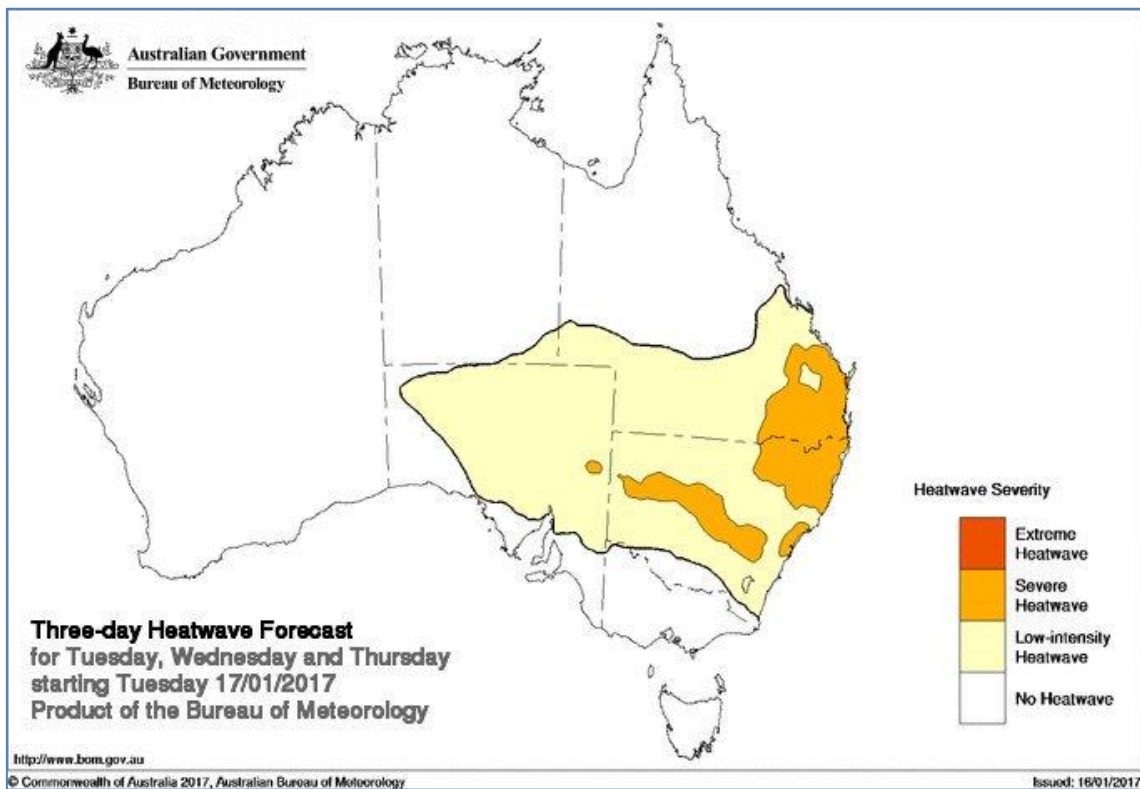 Australian Government
Bureau of Meteorology
Heatwave Severity
Extreme
Heatwave
Severe
Heatwave
Low-intensity
Heatwave
No Heatwave
Three-day Heatwave Forecast
for Tuesday, Wednesday and Thursday
starting Tuesday 17/01/2017
Product of the Bureau of Meteorology
http://www.bom.gov.au
© Commonwealth of Australia 2017, Australian Bureau of Meteorology
Issued: 16/01/2017